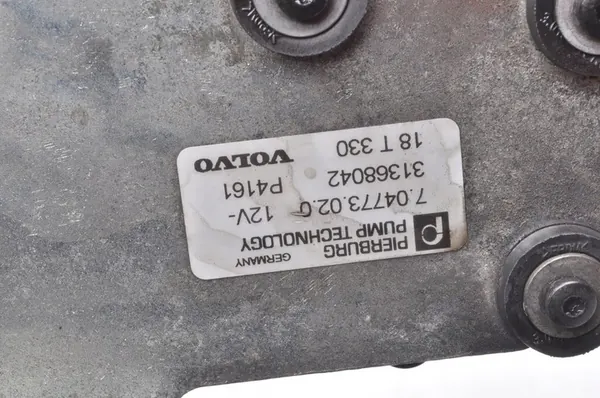 PIERBURG
PUMP TECHNOLOGY
GERMANY
7.04773.02.0 12V-
31368042 P4161
18 T 330 VOLVO